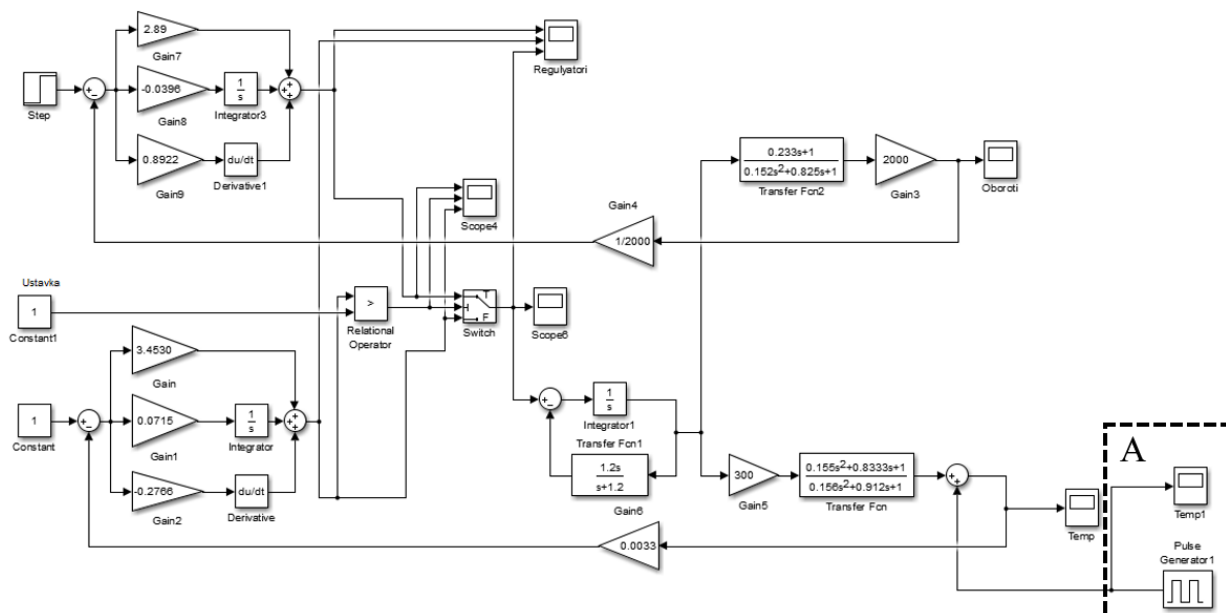 2.89
Gain7
Step
-0.0396
Gain8
1
s
Integrator3
0.8922
Gain9
du/dt
Derivative1
Regulyatori
Scope4
0.233s+1
0.152s2+0.825s+1
Transfer Fcn2
2000
Gain3
Oboroti
Gain4
1/2000
Ustavka
1
Constant1
>
Relational
Operator
T
F
Switch
Scope6
3.4530
Gain
1
Constant
0.0715
Gain1
1
s
Integrator
-0.2766
Gain2
du/dt
Derivative
1
s
Integrator1
Transfer Fcn1
1.2s
s+1.2
Gain6
300
Gain5
0.155s2+0.8333s+1
0.156s2+0.912s+1
Transfer Fcn
0.0033
Temp
A
Temp1
Pulse
Generator1